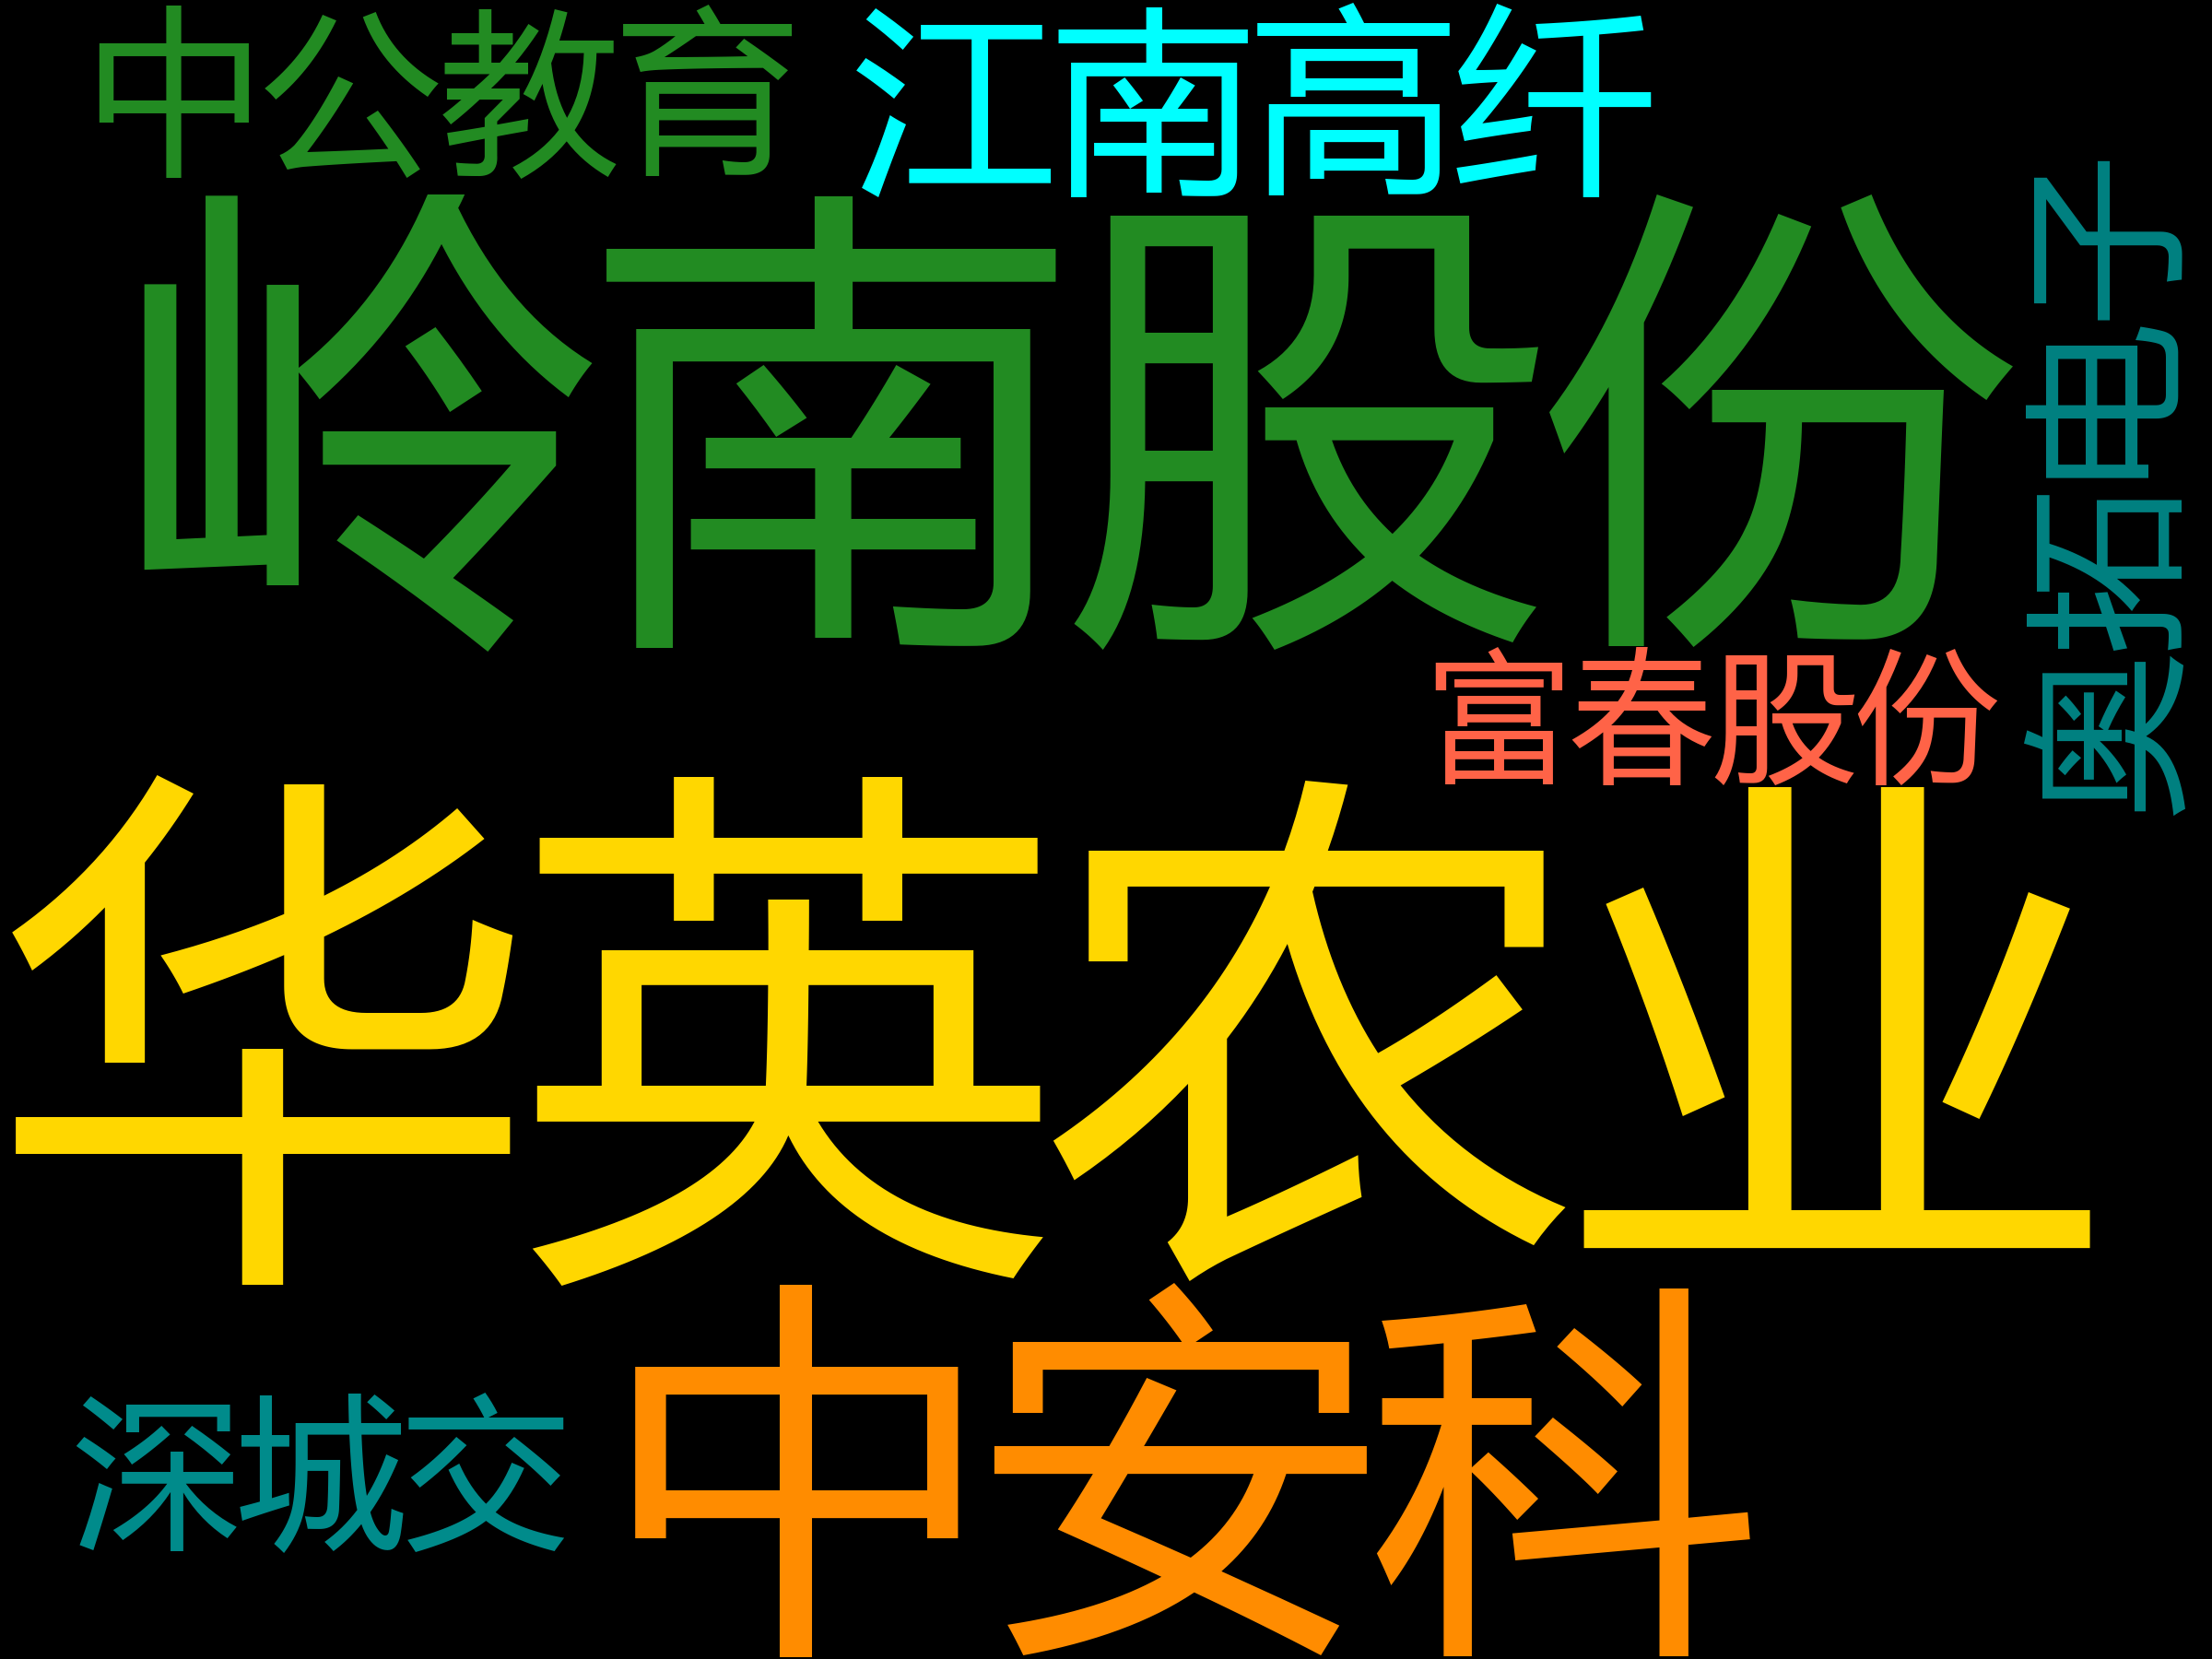 中公教育
江南高纤
岭南股份
奥拓电子
富春股份
华英农业
深城交
中安科